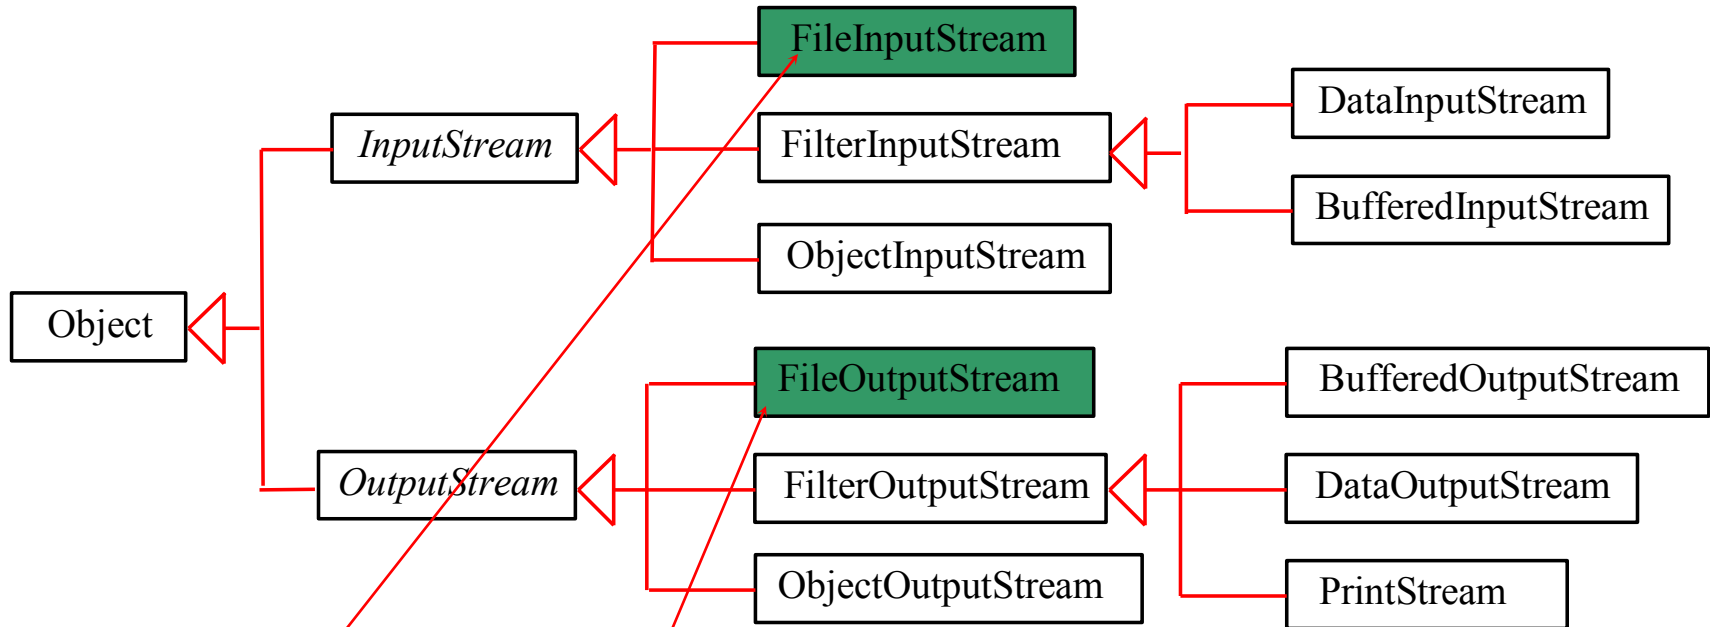 FileInputStream
DataInputStream
InputStream
FilterInputStream
BufferedInputStream
ObjectInputStream
Object
FileOutputStream
BufferedOutputStream
OutputStream
FilterOutputStream
DataOutputStream
ObjectOutputStream
PrintStream